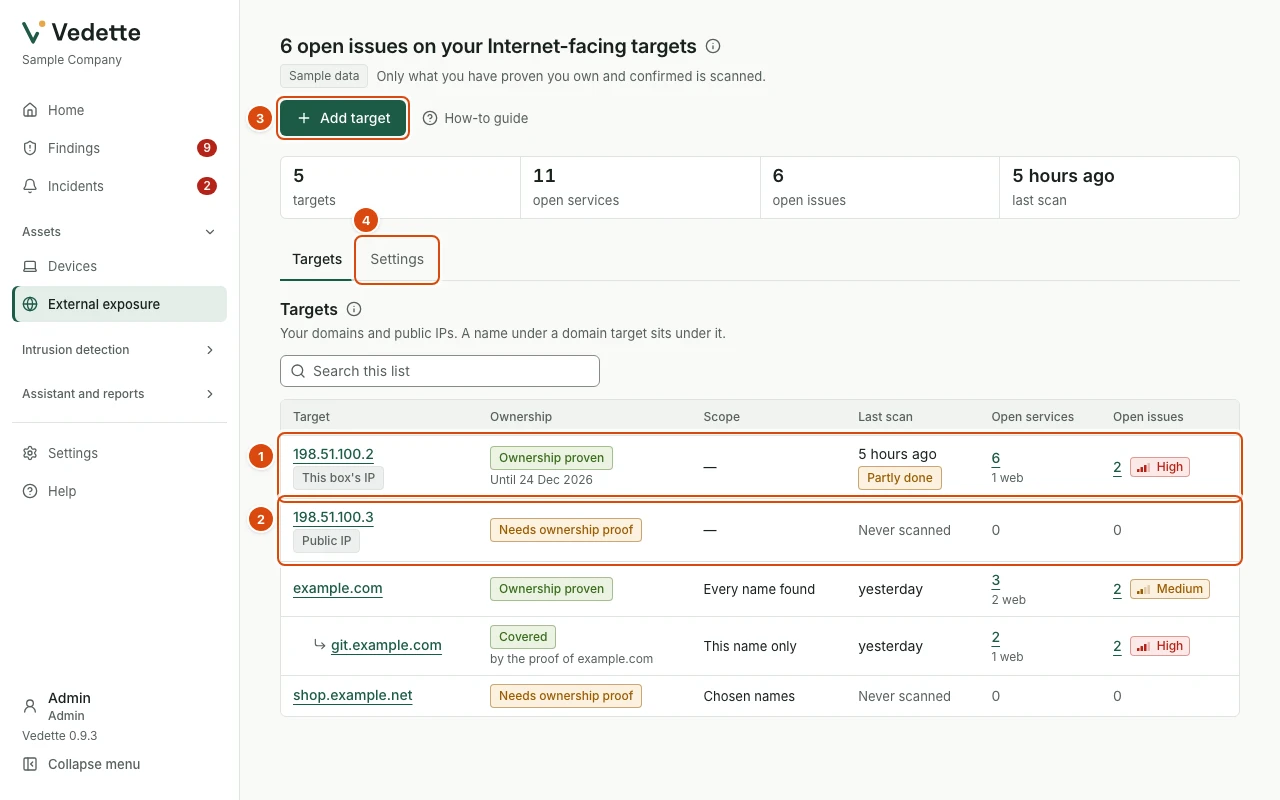 Vedette
Sample Company
Home
Findings 9
Incidents 2
Assets
Devices
External exposure
Intrusion detection
Assistant and reports
Settings
Help
Admin
Admin
Vedette 0.9.3
Collapse menu
6 open issues on your Internet-facing targets
Sample data Only what you have proven you own and confirmed is scanned.
3 + Add target How-to guide
5 11 6 5 hours ago
targets open services open issues last scan
4
Targets Settings
Targets
Your domains and public IPs. A name under a domain target sits under it.
Search this list
Target Ownership Scope Last scan Open services Open issues
1 198.51.100.2 Ownership proven — 5 hours ago 6 2 High
This box's IP Until 24 Dec 2026 Partly done 1 web
2 198.51.100.3 Needs ownership proof — Never scanned 0 0
Public IP
example.com Ownership proven Every name found yesterday 3 2 Medium
2 web
git.example.com Covered This name only yesterday 2 2 High
by the proof of example.com 1 web
shop.example.net Needs ownership proof Chosen names Never scanned 0 0